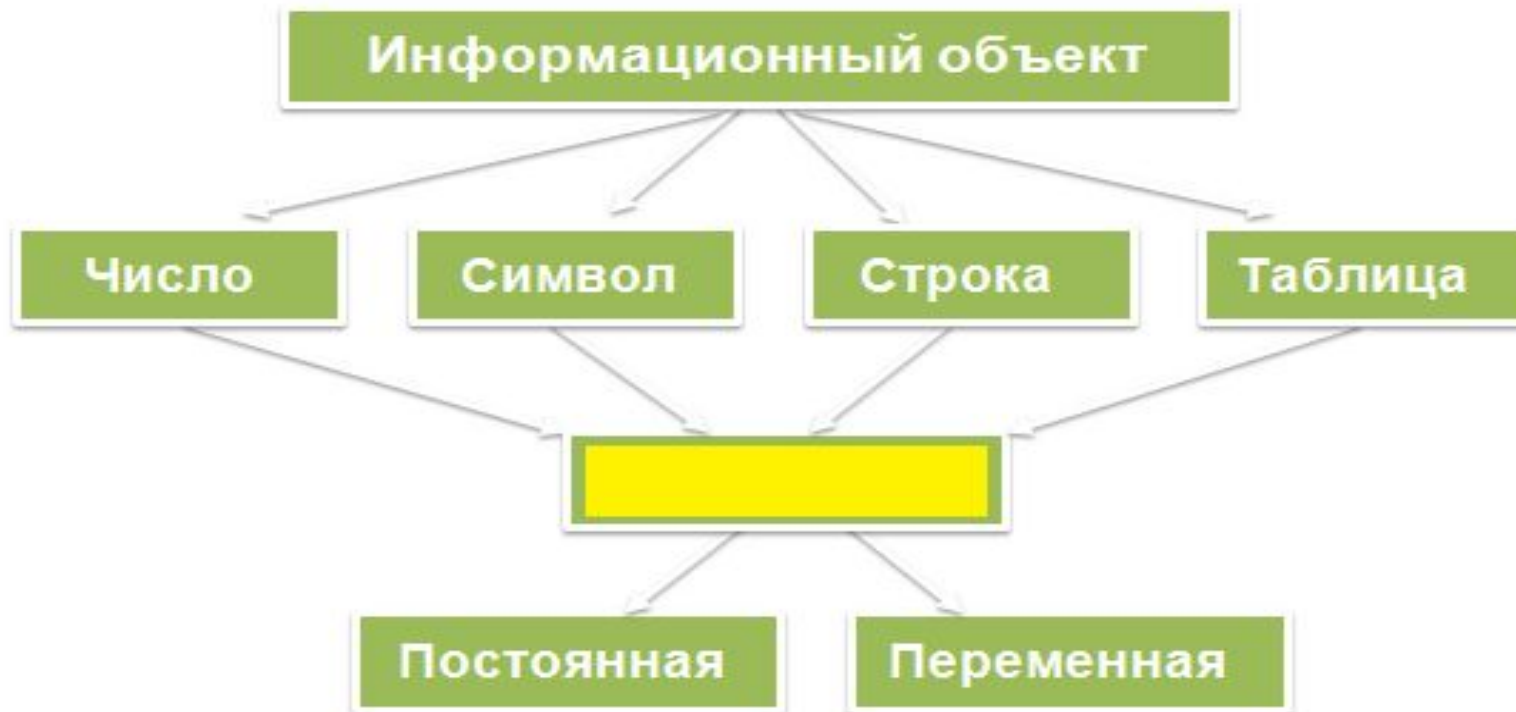 Информационный объект
Число
Символ
Строка
Таблица
Постоянная
Переменная